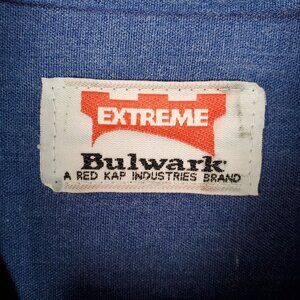 EXTREME
Bulwark
A RED KAP INDUSTRIES BRAND